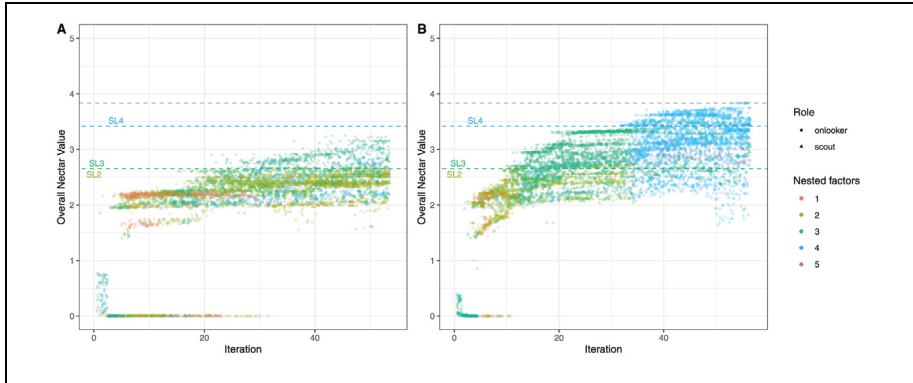 A
B
Overall Nectar Value
5
4
3
2
1
0
SL4
SL3
SL2
0
20
40
Iteration
Overall Nectar Value
5
4
3
2
1
0
SL4
SL3
SL2
0
20
40
Iteration
Role
onlooker
scout
Nested factors
1
2
3
4
5